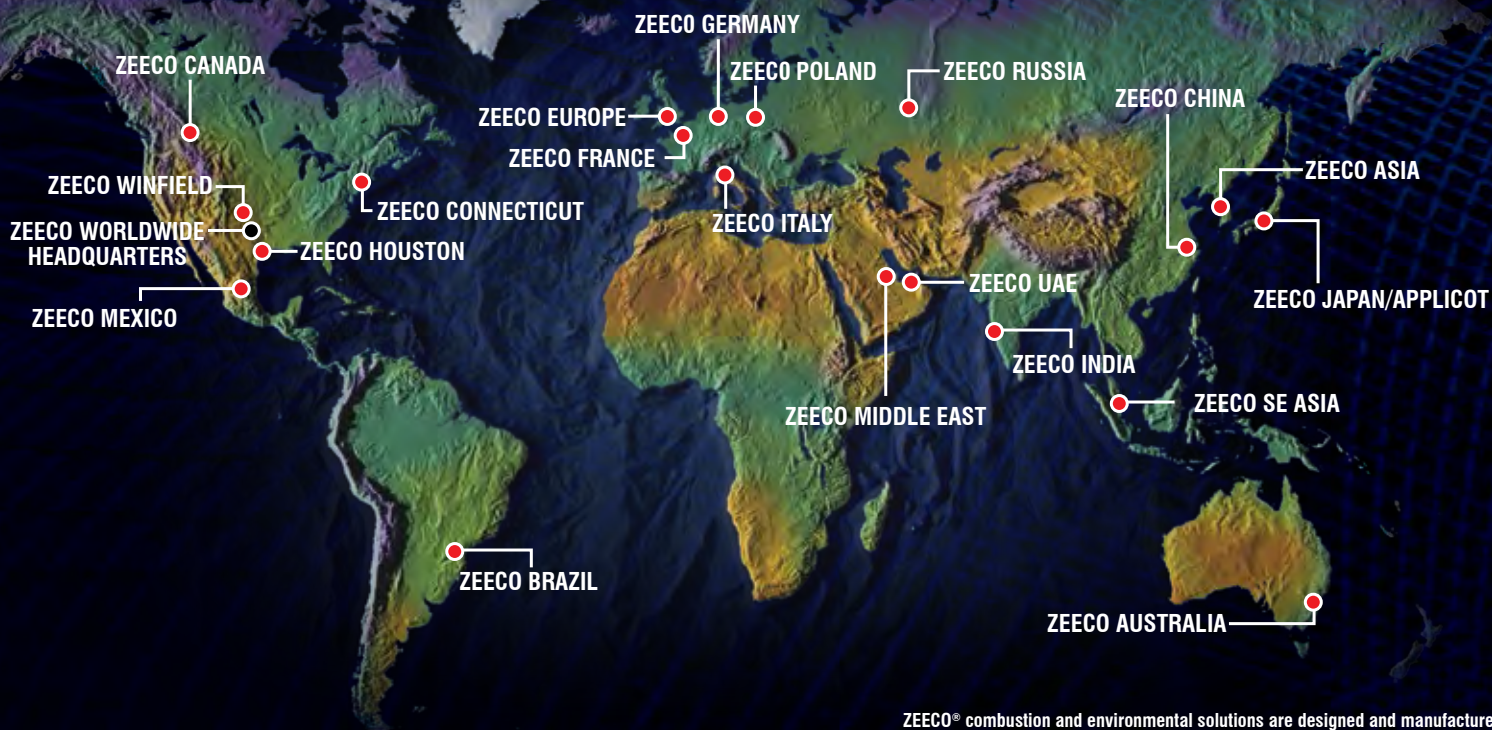 ZEECO GERMANY
ZEECO CANADA
ZEECO POLAND
ZEECO RUSSIA
ZEECO CHINA
ZEECO EUROPE
ZEECO FRANCE
ZEECO ASIA
ZEECO WINFIELD
ZEECO CONNECTICUT
ZEECO ITALY
ZEECO WORLDWIDE
HEADQUARTERS
ZEECO HOUSTON
ZEECO UAE
ZEECO JAPAN/APPLICOT
ZEECO MEXICO
ZEECO INDIA
ZEECO MIDDLE EAST
ZEECO SE ASIA
ZEECO BRAZIL
ZEECO AUSTRALIA
ZEECO® combustion and environmental solutions are designed and manufacture